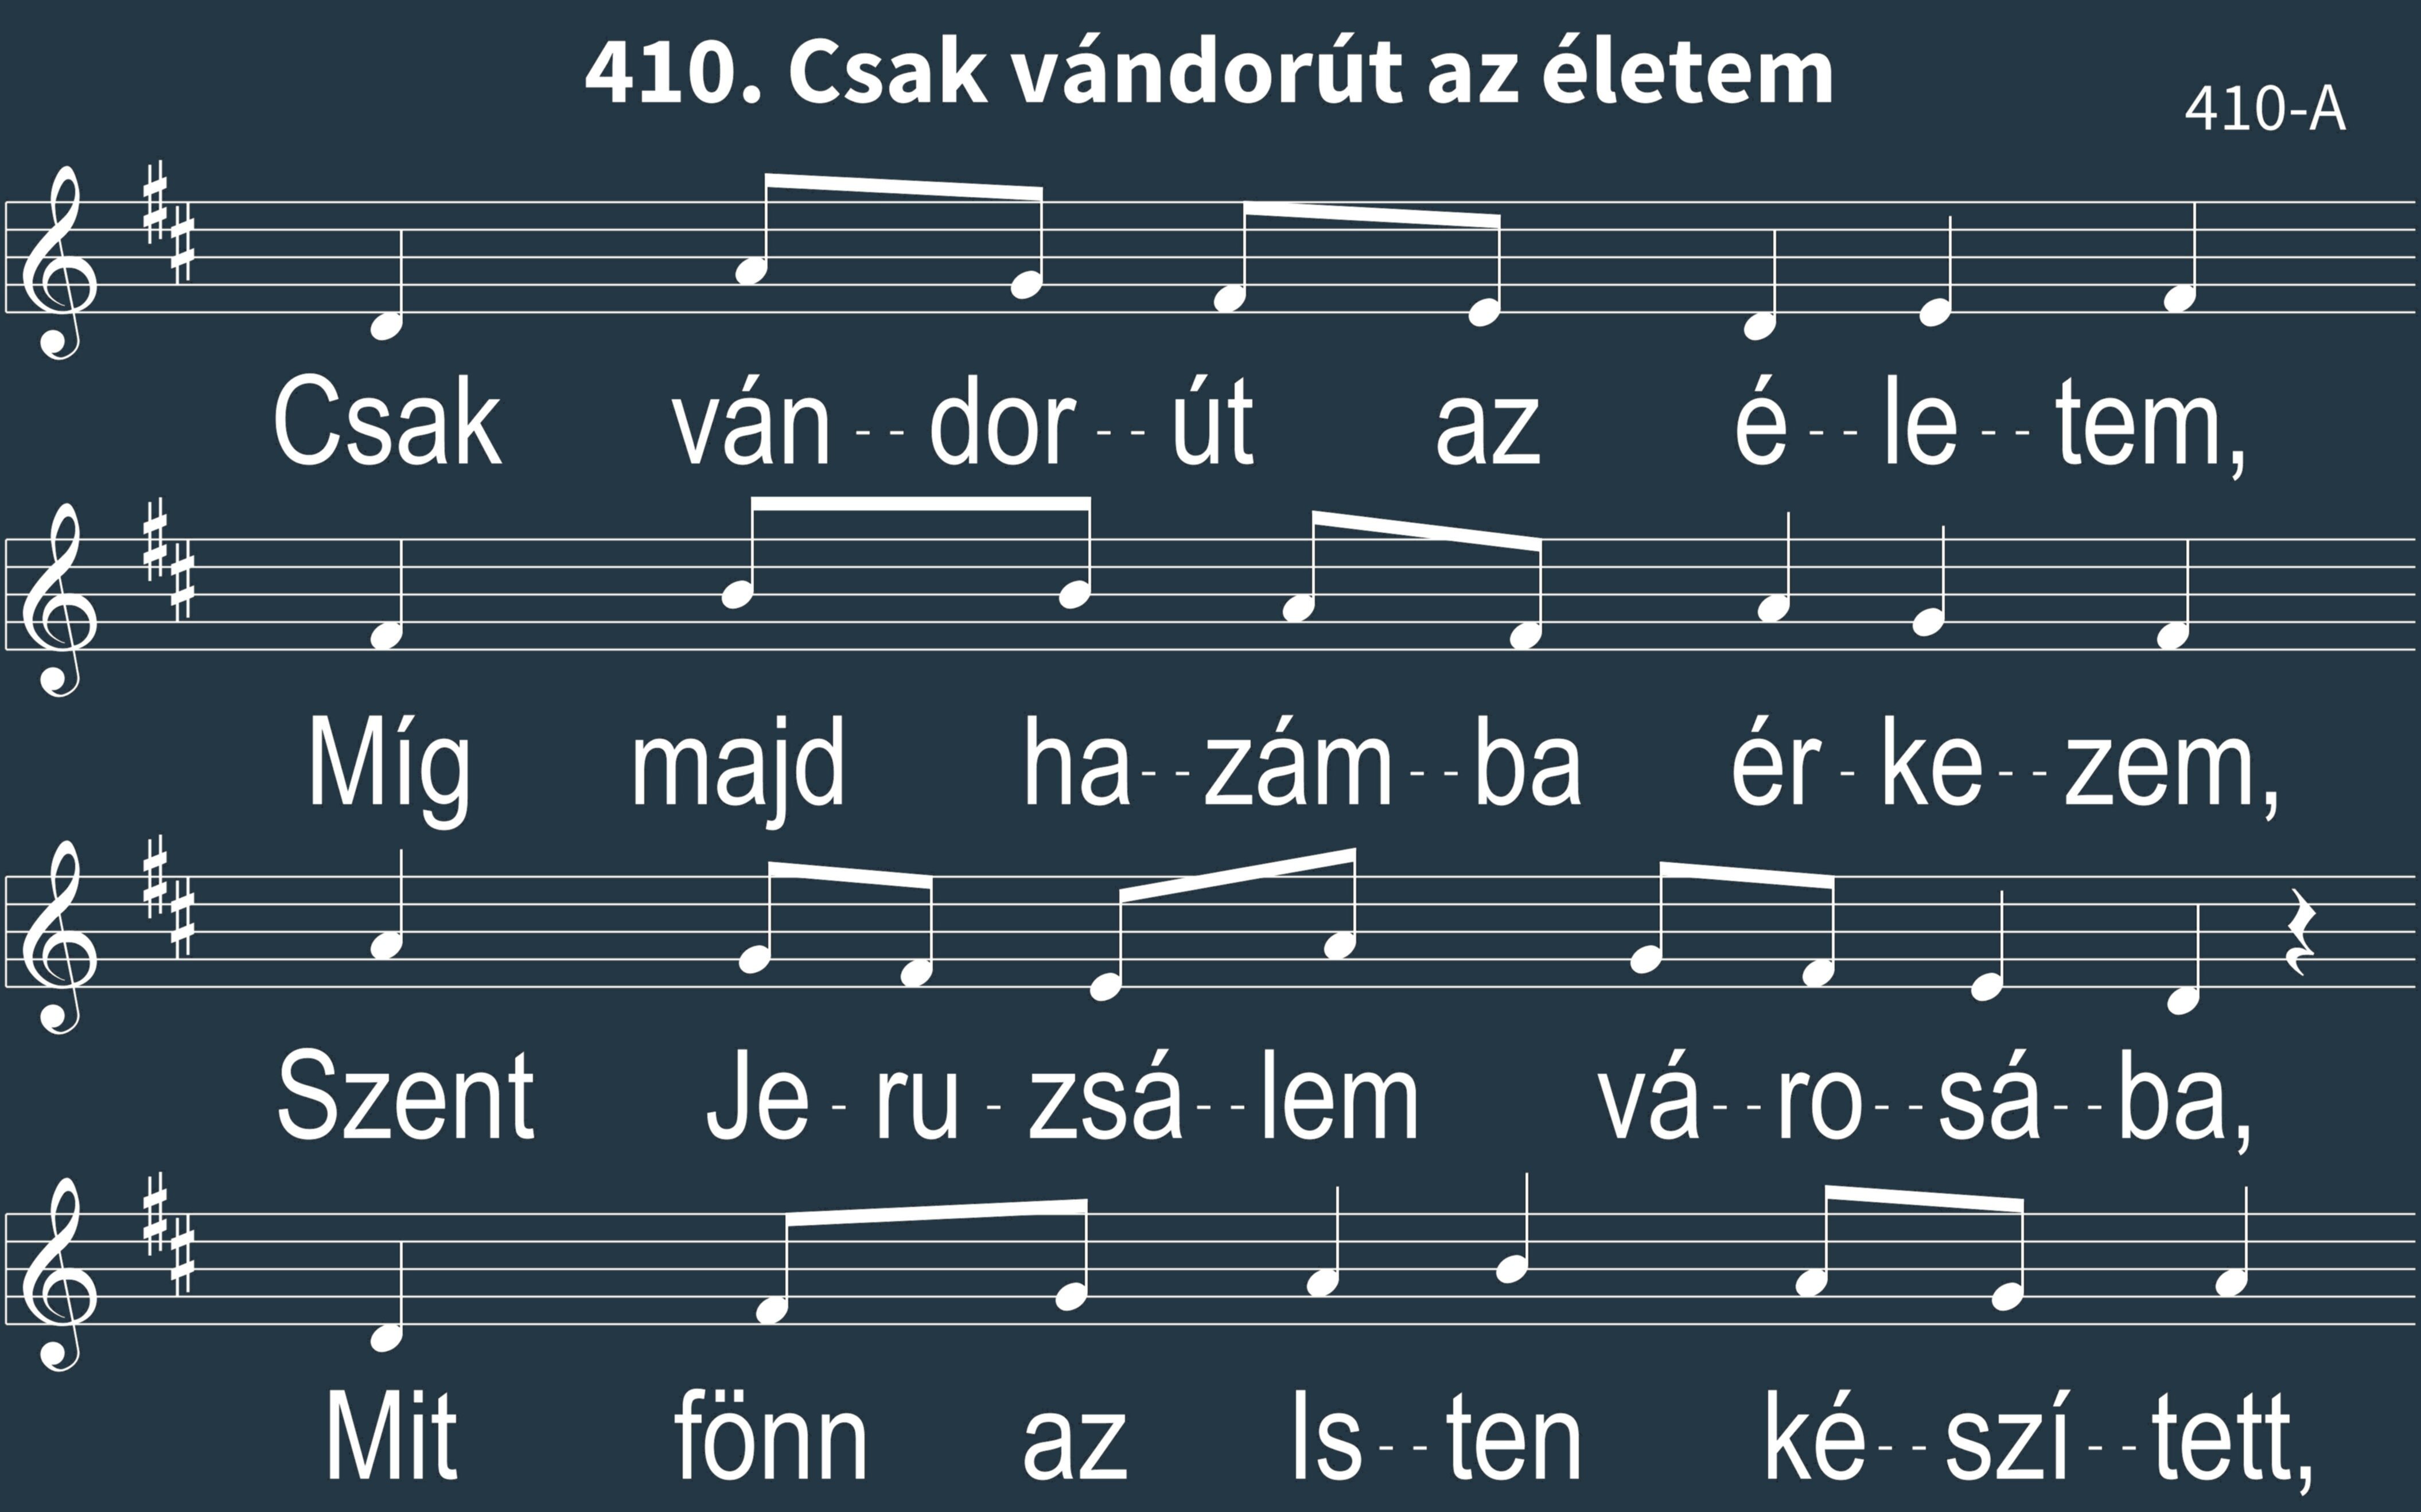 410. Csak vándorút az életem
410-A
Csak ván--dor--út az é--le--tem,
Míg majd ha--zám--ba ér-ke--zem,
Szent Je-ru-zsá--lem vá--ro--sá--ba,
Mit fönn az Is--ten ké--szí--tett,